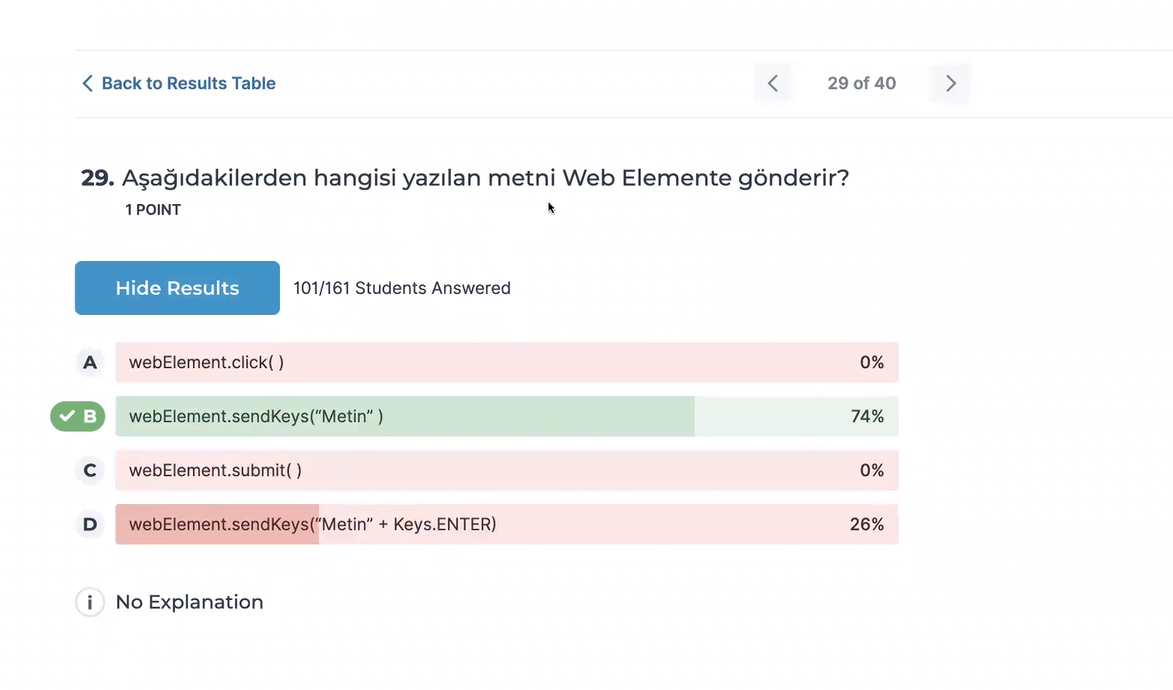 Back to Results Table
29 of 40
29. Aşağıdakilerden hangisi yazılan metni Web Elemente gönderir?
1 POINT
Hide Results
101/161 Students Answered
A webElement.click( ) 0%
B webElement.sendKeys(“Metin” ) 74%
C webElement.submit( ) 0%
D webElement.sendKeys(“Metin” + Keys.ENTER) 26%
i No Explanation